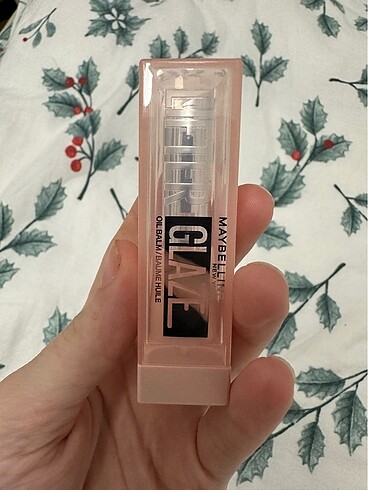 MAYBELLINE
NEW YORK
LIFTER
GLAZE
OIL BALM/BAUME HUILE